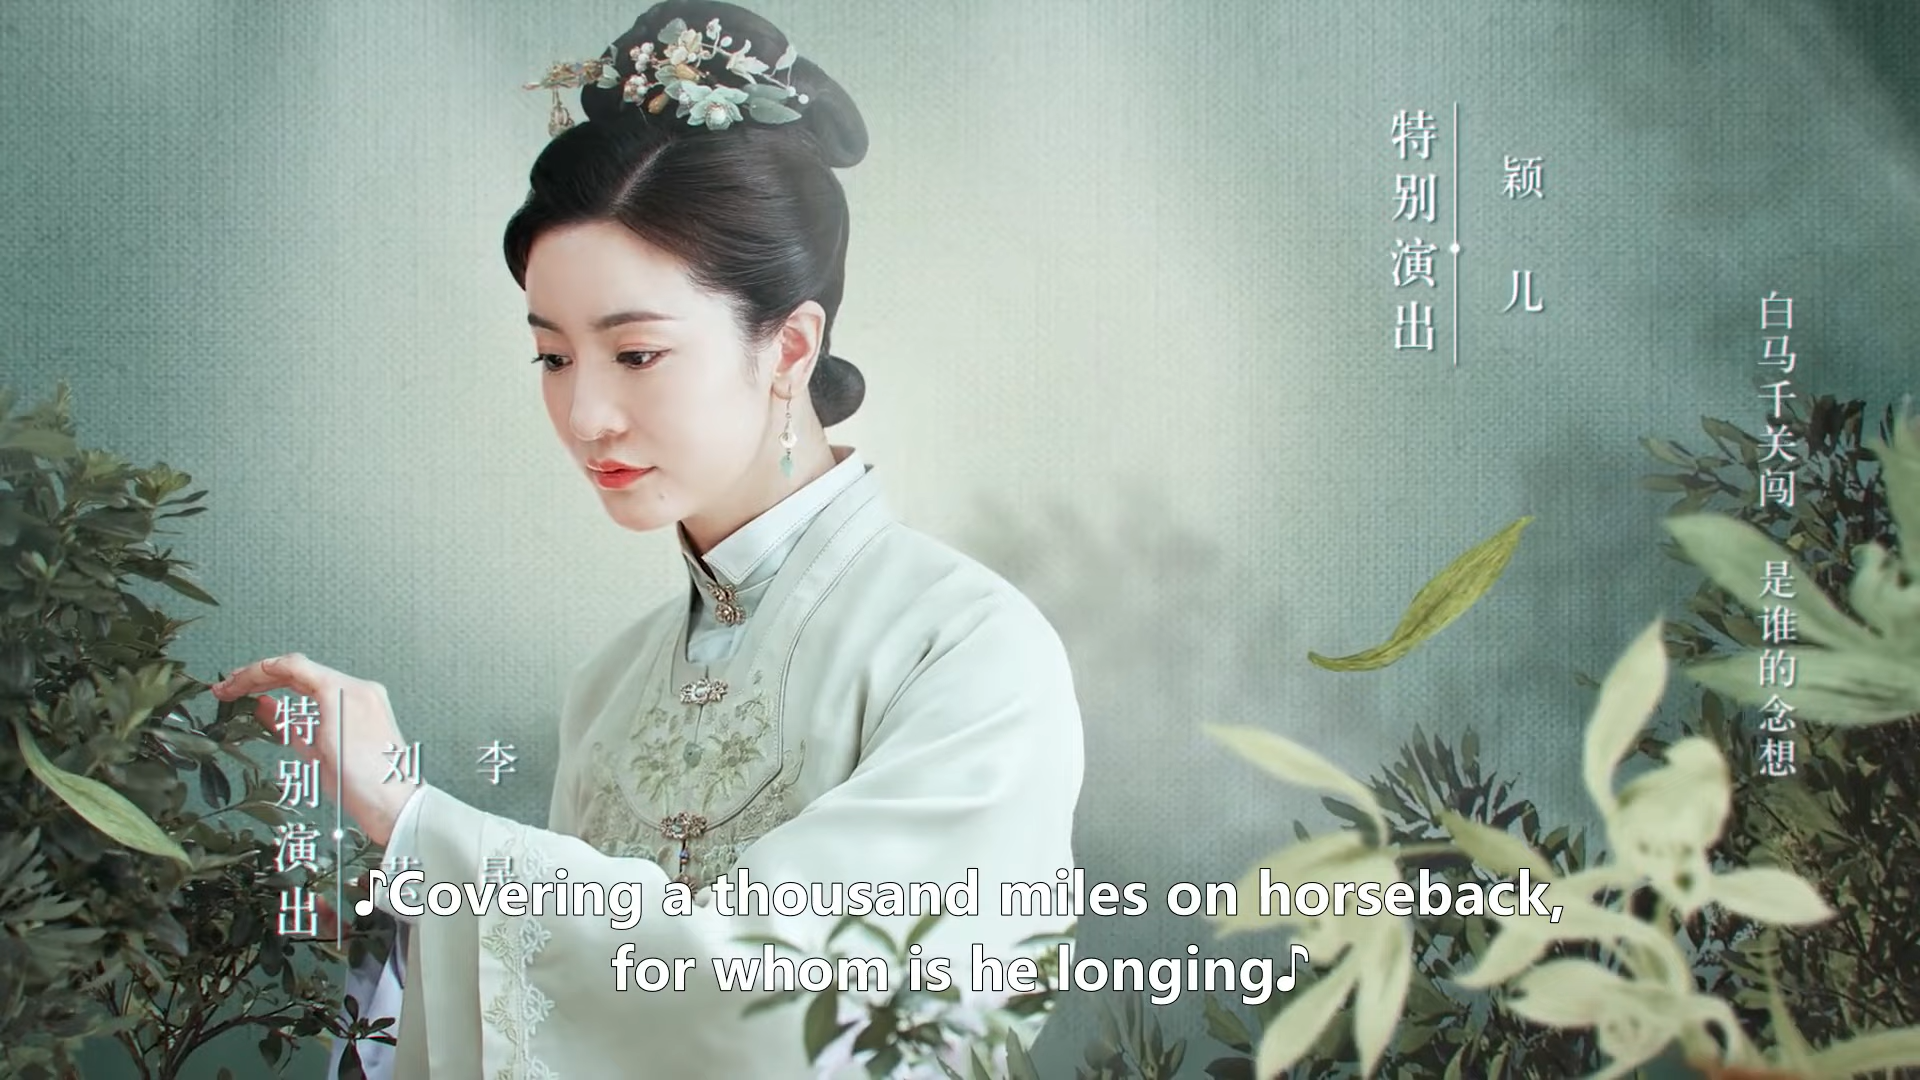 特别演出
颖儿
白马千关闯 是谁的念想
特别演出
刘
李
♪Covering a thousand miles on horseback,
for whom is he longing♪